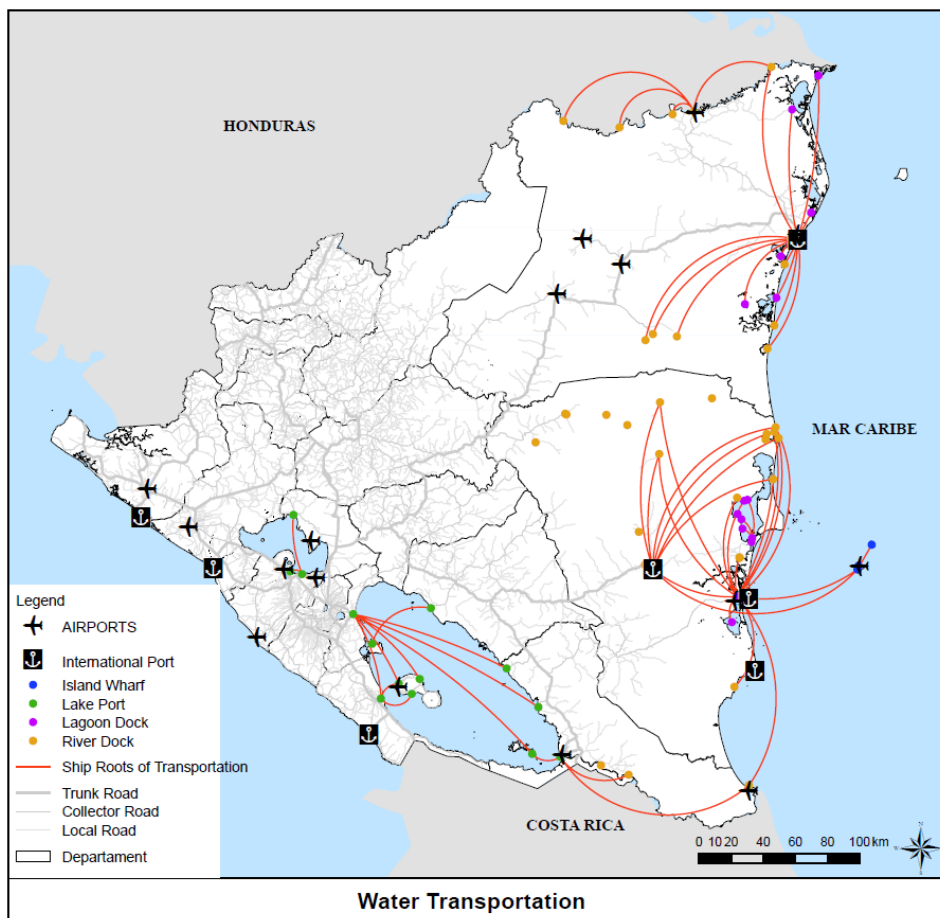 HONDURAS
MAR CARIBE
COSTA RICA
Legend
AIRPORTS
International Port
Island Wharf
Lake Port
Lagoon Dock
River Dock
Ship Roots of Transportation
Trunk Road
Collector Road
Local Road
Departament
0 10 20 40 60 80 100 km
N
W
Water Transportation